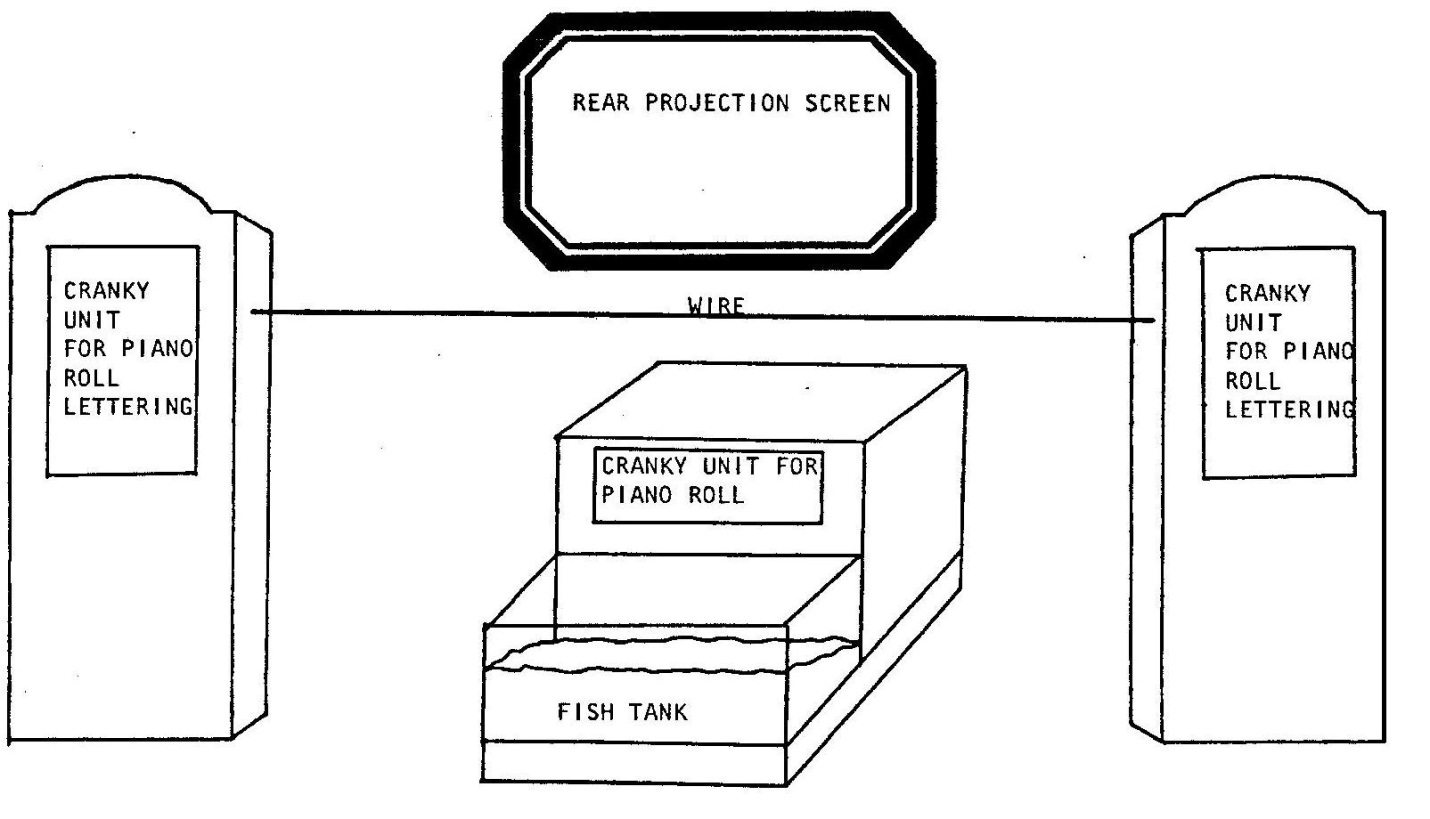 REAR PROJECTION SCREEN
CRANKY
UNIT
FOR PIANO
ROLL
LETTERING
WIRE
CRANKY
UNIT
FOR PIANO
ROLL
LETTERING
CRANKY UNIT FOR
PIANO ROLL
FISH TANK